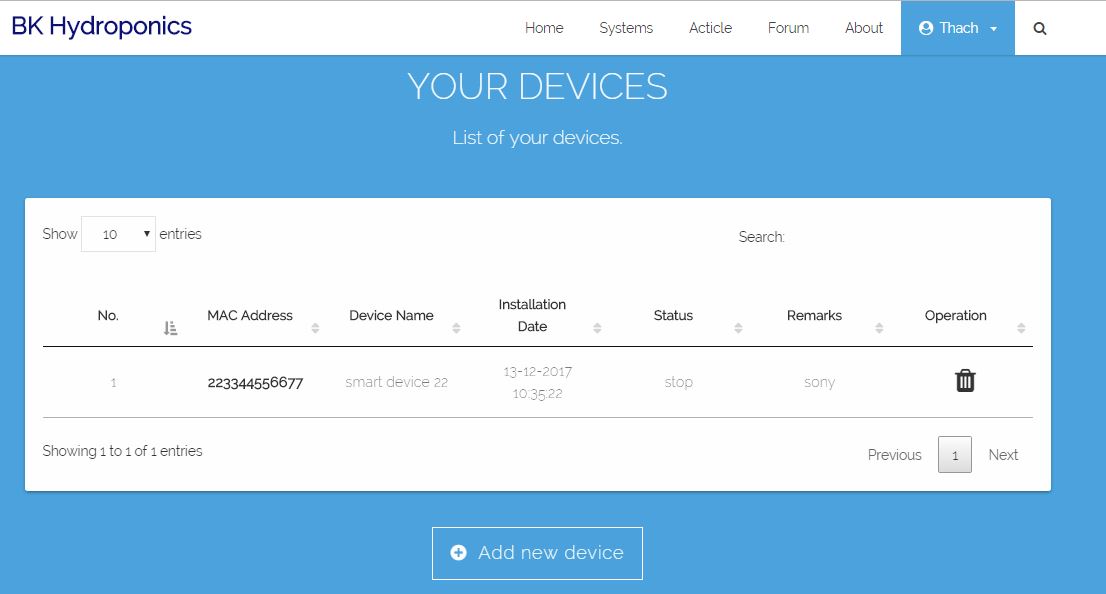 BK Hydroponics
Home Systems Acticle Forum About Thach
YOUR DEVICES
List of your devices.
Show 10 entries
Search:
No. MAC Address Device Name Installation Date Status Remarks Operation
1 223344556677 smart device 22 13-12-2017 10:35:22 stop sony
Showing 1 to 1 of 1 entries
Previous 1 Next
Add new device